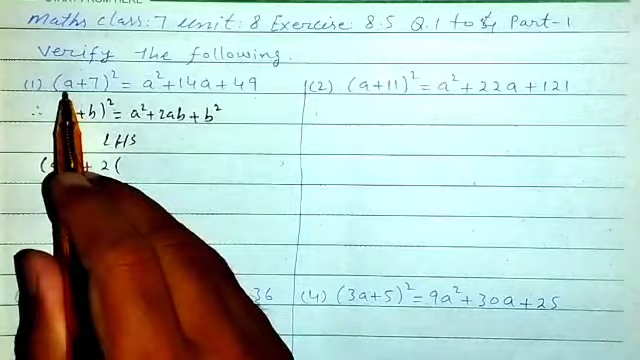 Maths class: 7 unit: 8 Exercise: 8.5 Q.1 to 4 Part-1
verify the following.
(1) (a+7)² = a²+14a+49
(2) (a+11)² = a²+22a+121
∴ +b)² = a²+2ab+b²
LHS
( + 2(
36
(4) (3a+5)² = 9a²+30a+25